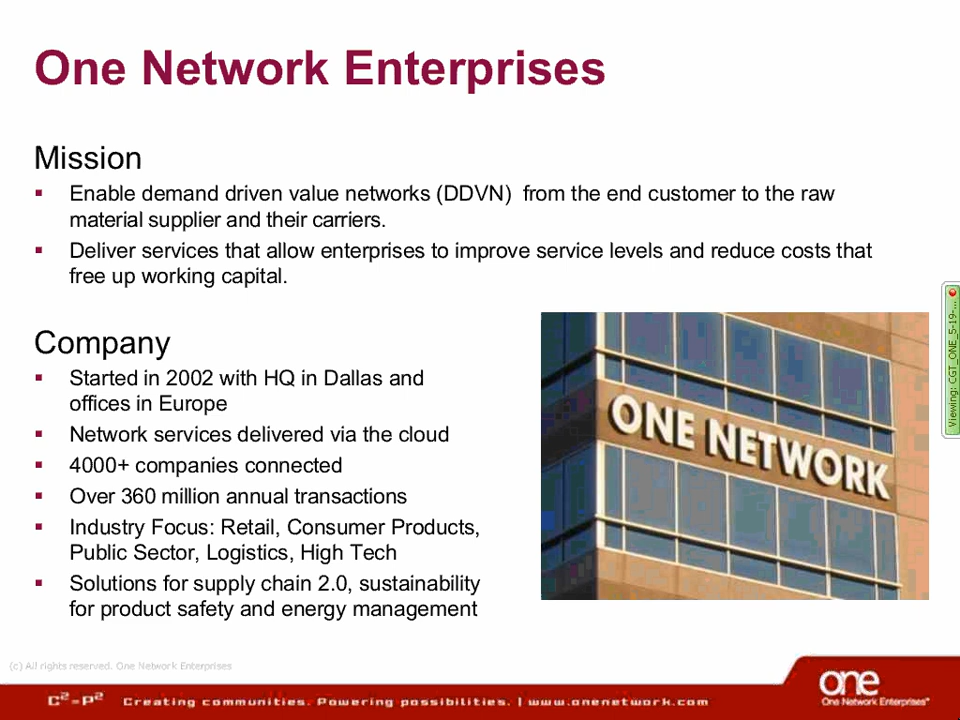 One Network Enterprises
Mission
▪ Enable demand driven value networks (DDVN) from the end customer to the raw
material supplier and their carriers.
▪ Deliver services that allow enterprises to improve service levels and reduce costs that
free up working capital.
Company
▪ Started in 2002 with HQ in Dallas and
offices in Europe
▪ Network services delivered via the cloud
▪ 4000+ companies connected
▪ Over 360 million annual transactions
▪ Industry Focus: Retail, Consumer Products,
Public Sector, Logistics, High Tech
▪ Solutions for supply chain 2.0, sustainability
for product safety and energy management
ONE NETWORK
Viewing: CGT_ONE_5-19-...
(c) All rights reserved. One Network Enterprises
C²-P² Creating communities. Powering possibilities. | www.onenetwork.com
one
One Network Enterprises™